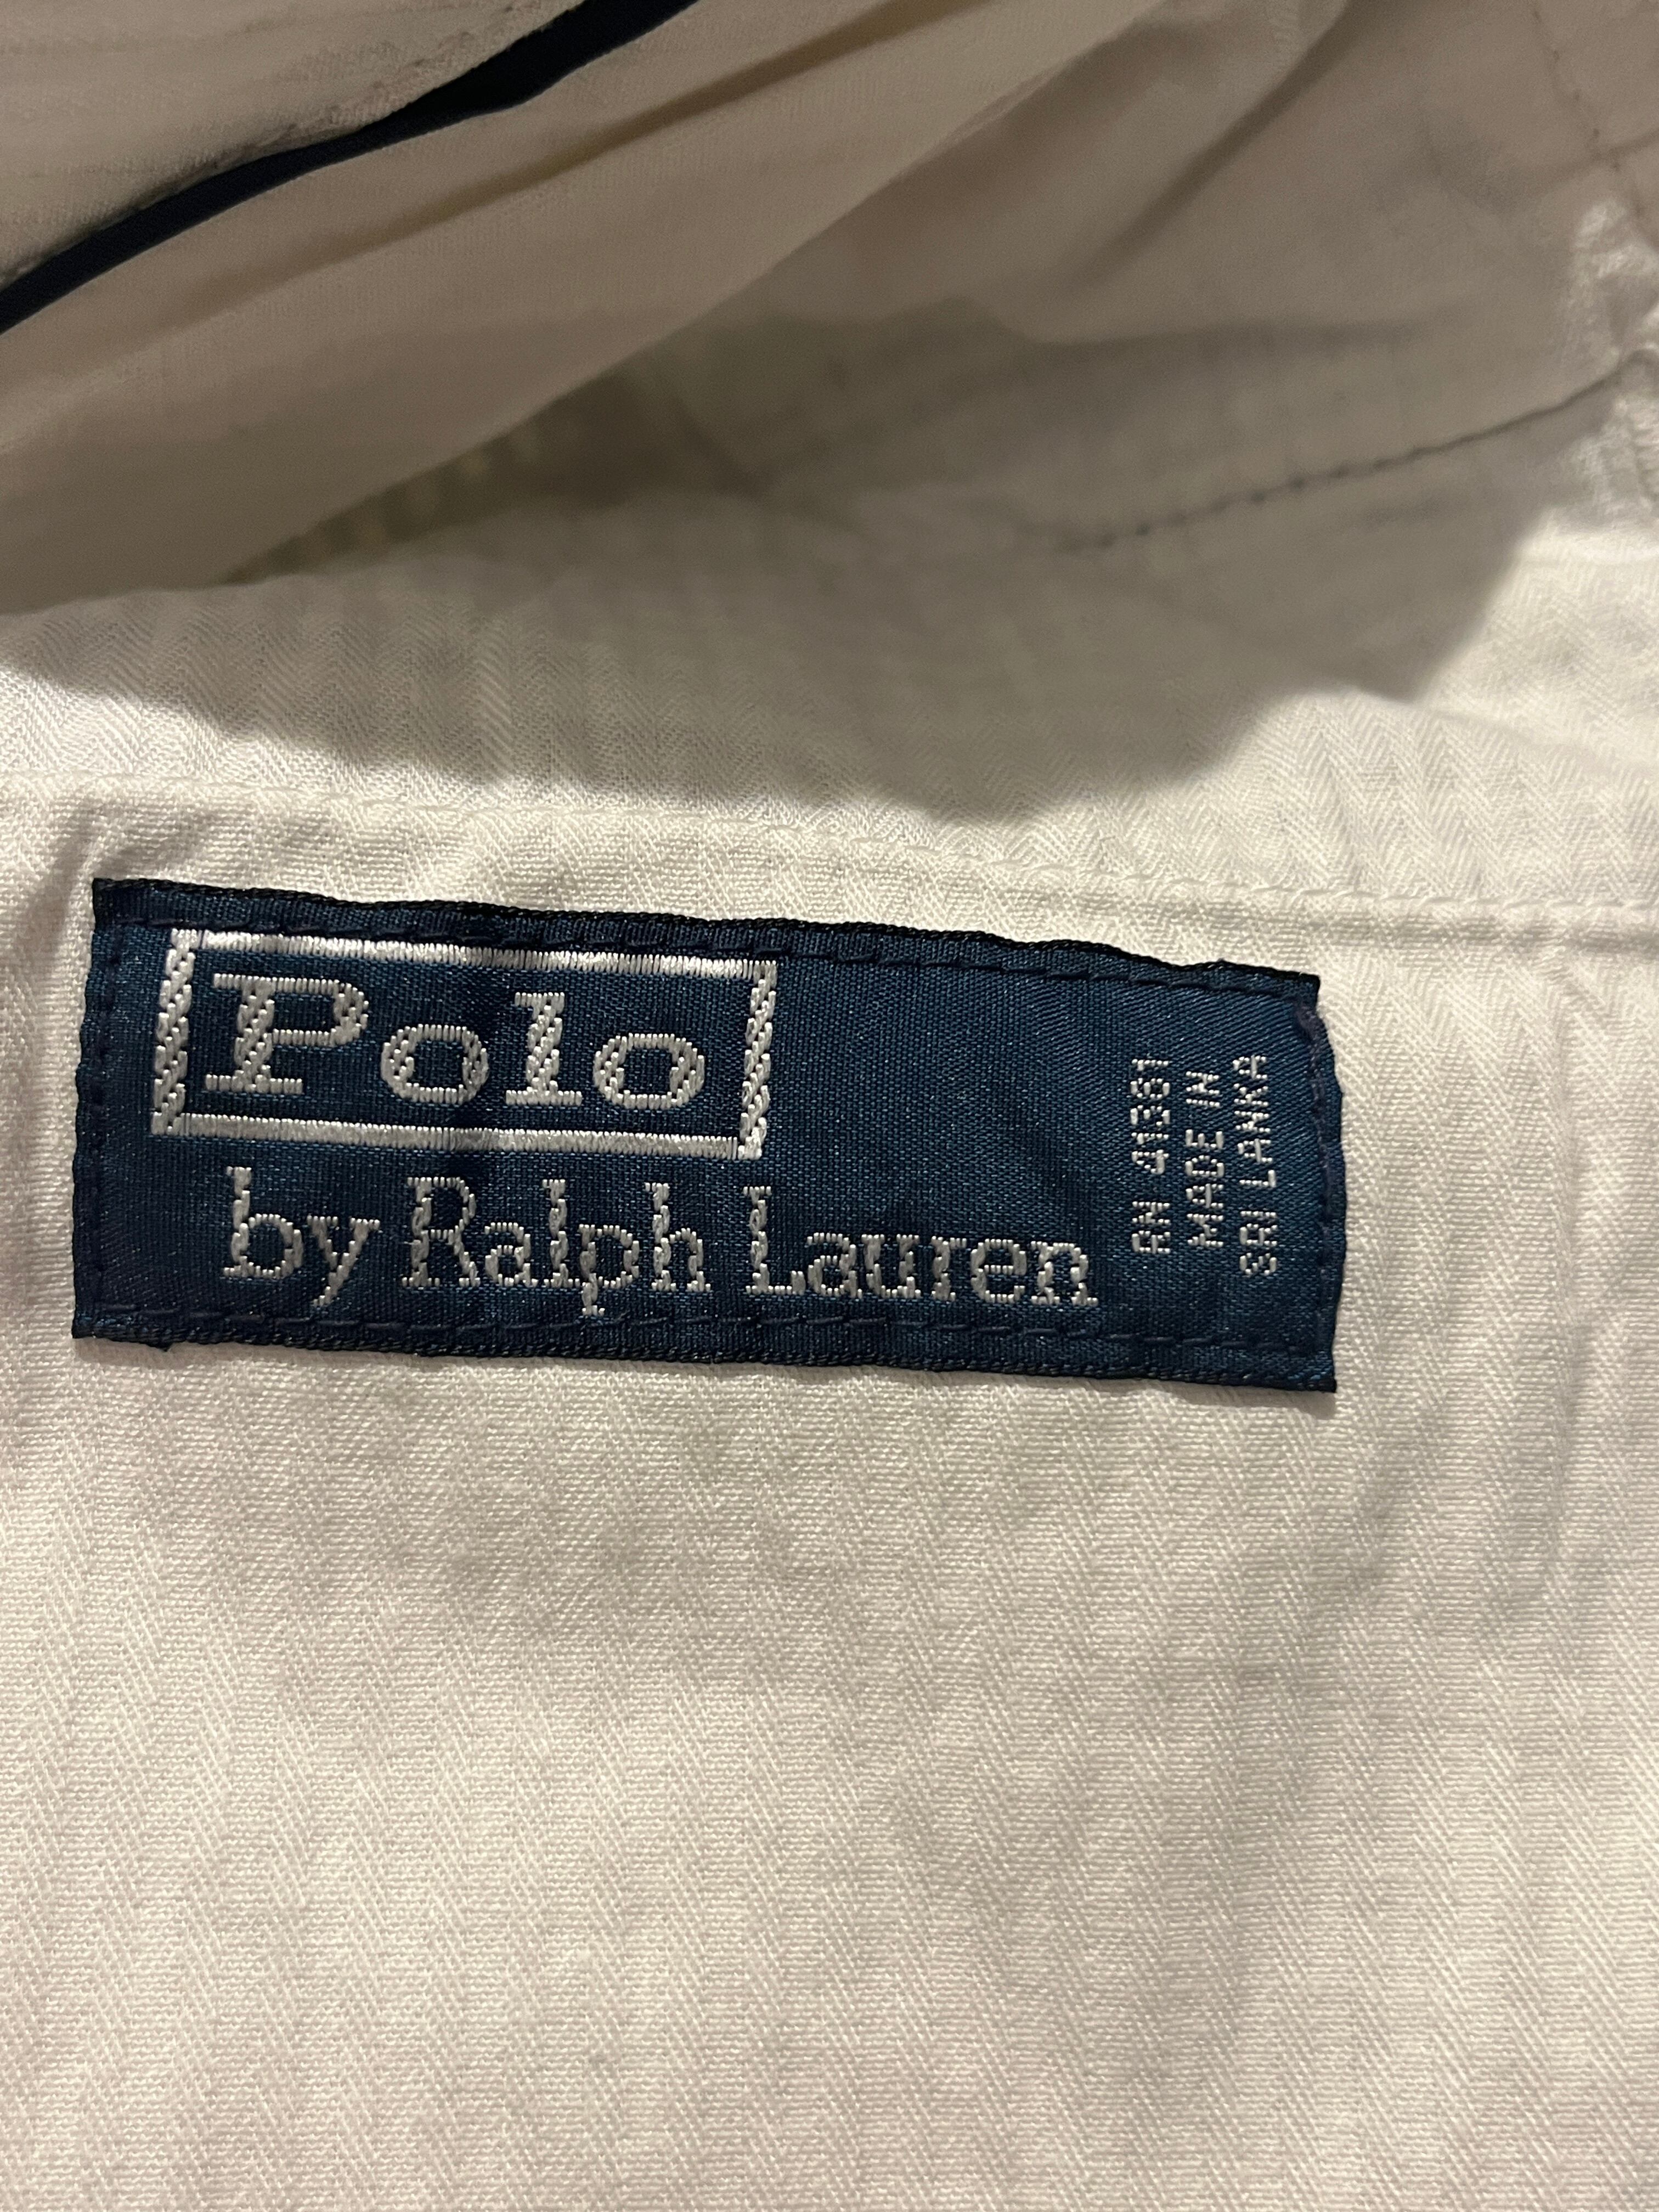 Polo
by Ralph Lauren
RN 41381
MADE IN
SRI LANKA